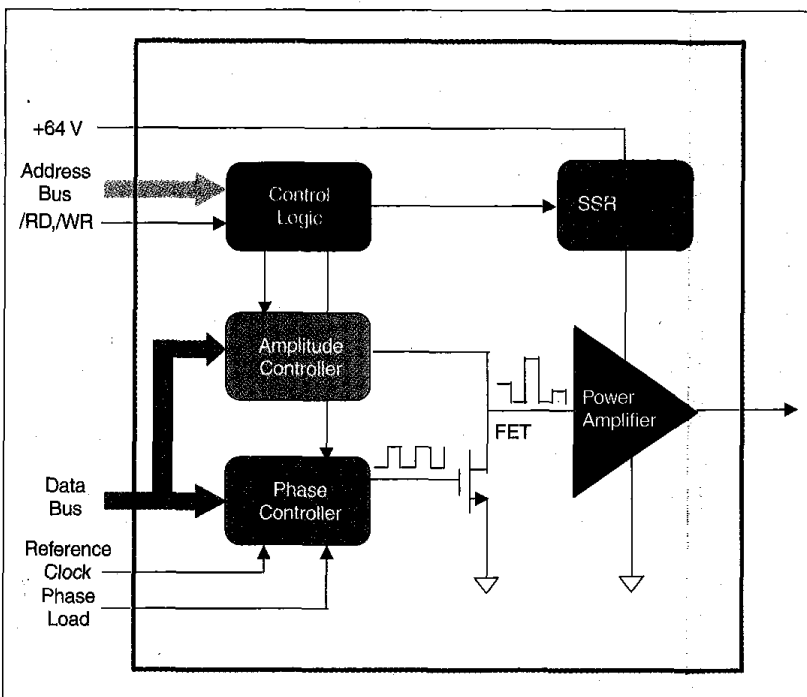 +64 V
Address
Bus
/RD,/WR
Control
Logic
SSR
Amplitude
Controller
Power
Amplifier
FET
Data
Bus
Phase
Controller
Reference
Clock
Phase
Load